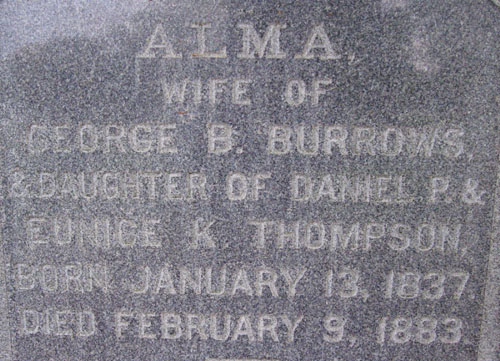 ALMA,
WIFE OF
GEORGE B. BURROWS,
& DAUGHTER OF DANIEL P. &
EUNICE K. THOMPSON,
BORN JANUARY 13, 1837,
DIED FEBRUARY 9, 1883